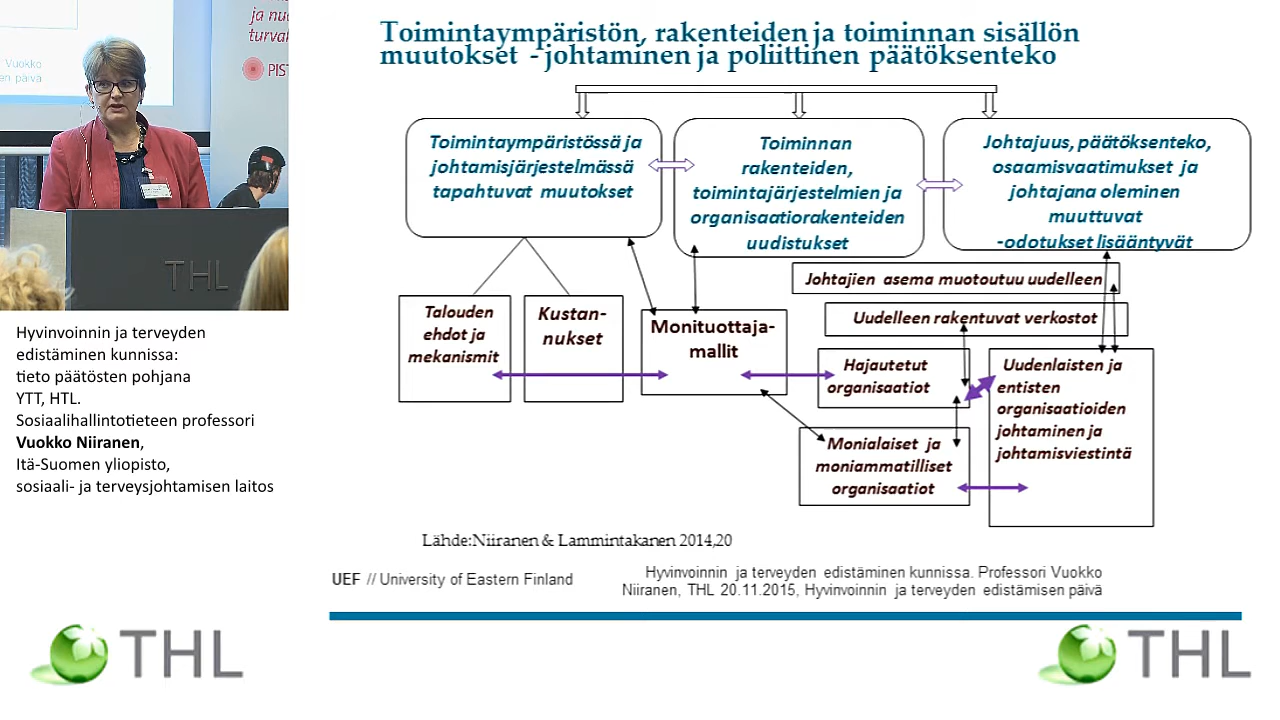 ja nu
turva
PIST
Vuokko
en päivä
THL
Hyvinvoinnin ja terveyden
edistäminen kunnissa:
tieto päätösten pohjana
YTT, HTL.
Sosiaalihallintotieteen professori
Vuokko Niiranen,
Itä-Suomen yliopisto,
sosiaali- ja terveysjohtamisen laitos
Toimintaympäristön, rakenteiden ja toiminnan sisällön
muutokset - johtaminen ja poliittinen päätöksenteko
Toimintaympäristössä ja
johtamisjärjestelmässä
tapahtuvat muutokset
Toiminnan
rakenteiden,
toimintajärjestelmien ja
organisaatiorakenteiden
uudistukset
Johtajuus, päätöksenteko,
osaamisvaatimukset ja
johtajana oleminen
muuttuvat
-odotukset lisääntyvät
Johtajien asema muotoutuu uudelleen
Uudelleen rakentuvat verkostot
Talouden
ehdot ja
mekanismit
Kustan-
nukset
Monituottaja-
mallit
Hajautetut
organisaatiot
Monialaiset ja
moniammatilliset
organisaatiot
Uudenlaisten ja
entisten
organisaatioiden
johtaminen ja
johtamisviestintä
Lähde:Niiranen & Lammintakanen 2014,20
UEF // University of Eastern Finland
Hyvinvoinnin ja terveyden edistäminen kunnissa. Professori Vuokko
Niiranen, THL 20.11.2015, Hyvinvoinnin ja terveyden edistämisen päivä
THL
THL